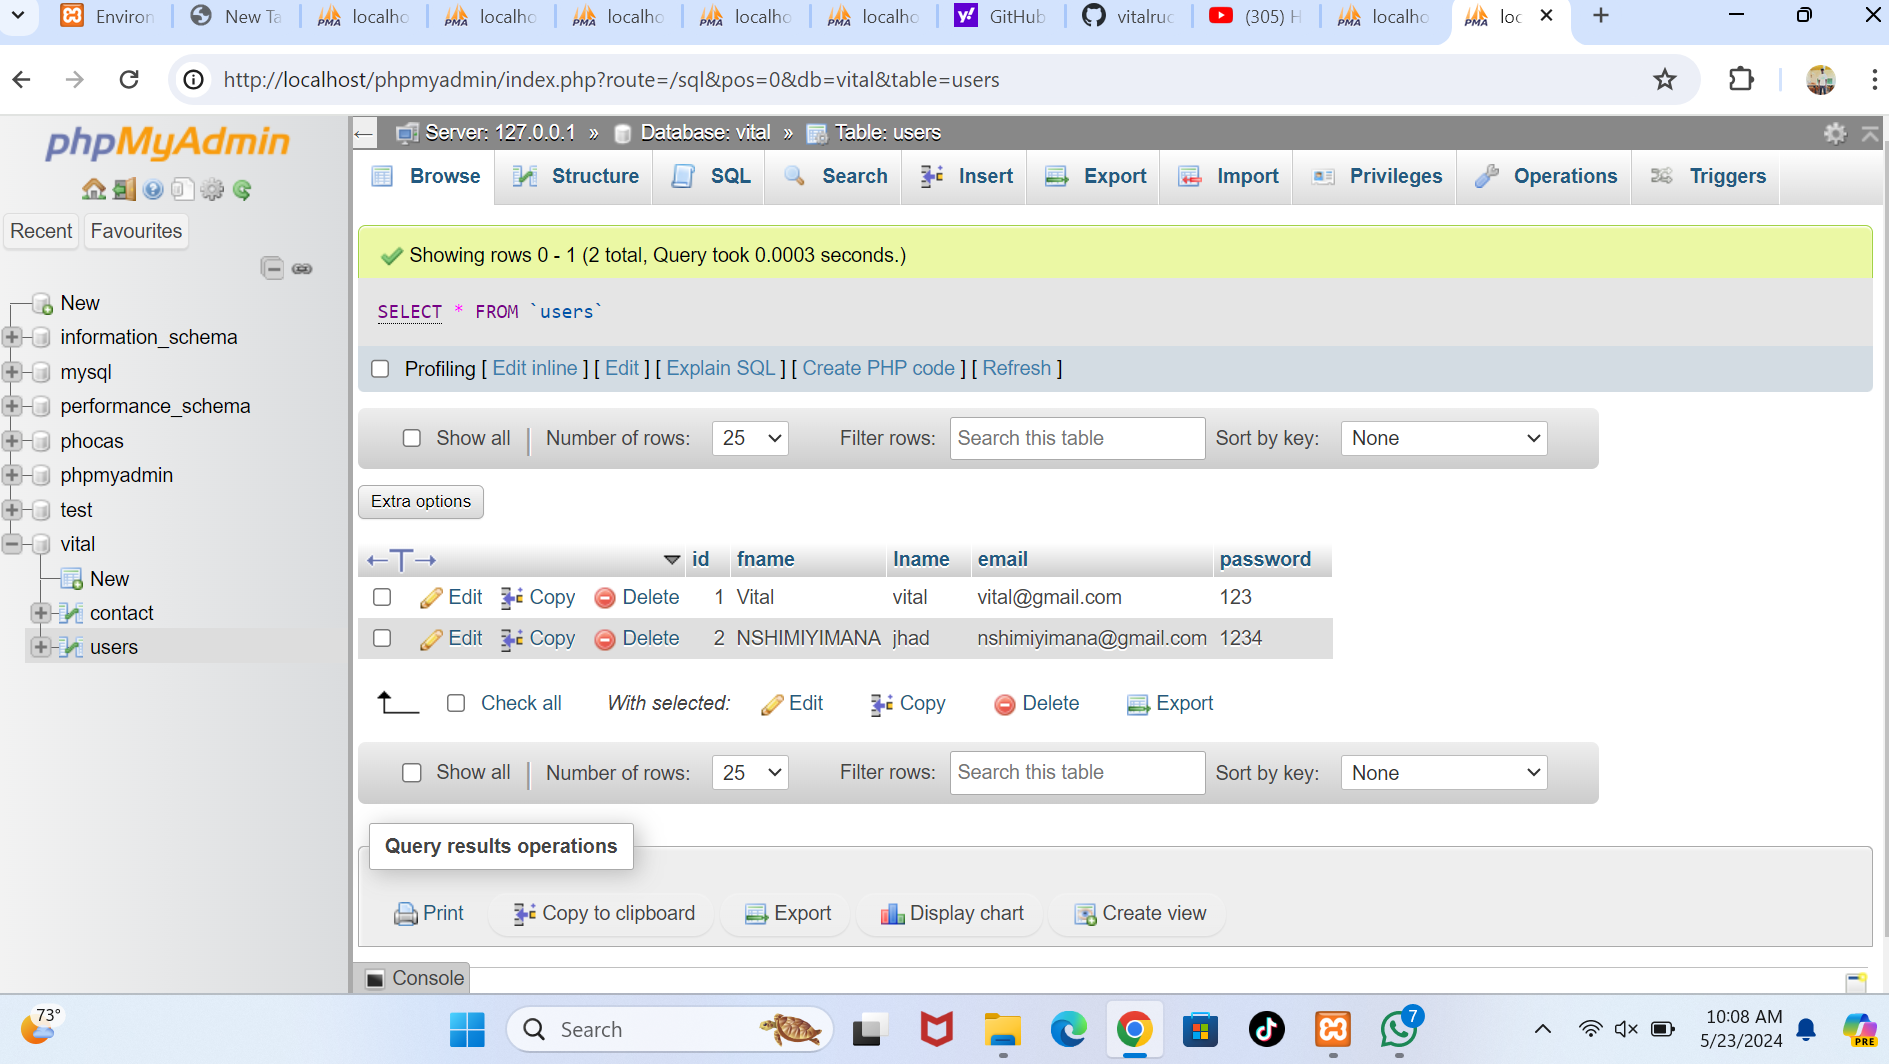 Environ
New Ta
localho
localho
localho
localho
localho
GitHub
vitalruc
(305) H
localho
loc
http://localhost/phpmyadmin/index.php?route=/sql&pos=0&db=vital&table=users
phpMyAdmin
Recent
Favourites
New
information_schema
mysql
performance_schema
phocas
phpmyadmin
test
vital
New
contact
users
Server: 127.0.0.1 » Database: vital » Table: users
Browse Structure SQL Search Insert Export Import Privileges Operations Triggers
Showing rows 0 - 1 (2 total, Query took 0.0003 seconds.)
SELECT * FROM `users`
Profiling [ Edit inline ] [ Edit ] [ Explain SQL ] [ Create PHP code ] [ Refresh ]
Show all Number of rows: 25 Filter rows: Search this table Sort by key: None
Extra options
id fname lname email password
Edit Copy Delete 1 Vital vital vital@gmail.com 123
Edit Copy Delete 2 NSHIMIYIMANA jhad nshimiyimana@gmail.com 1234
Check all With selected: Edit Copy Delete Export
Show all Number of rows: 25 Filter rows: Search this table Sort by key: None
Query results operations
Print Copy to clipboard Export Display chart Create view
Console
73°
Search
7
10:08 AM
5/23/2024
PRE